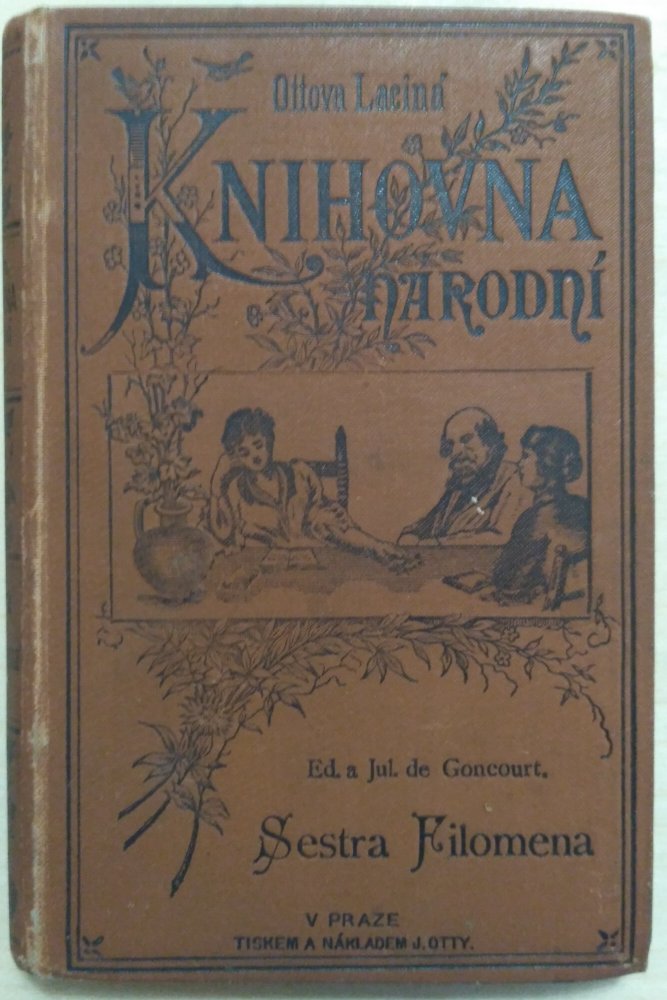 Ottova Laciná
KNIHOVNA
NÁRODNÍ
Ed. a Jul. de Goncourt.
Sestra Filomena
V PRAZE
TISKEM A NÁKLADEM J. OTTY.